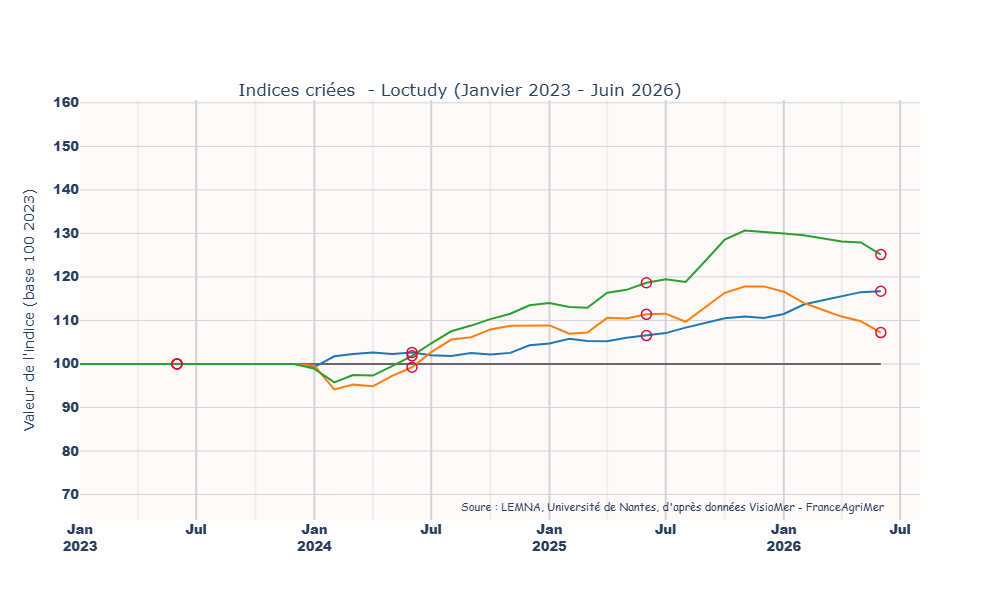 Indices criées  - Loctudy (Janvier 2023 - Juin 2026)
Valeur de l'indice (base 100 2023)
160
150
140
130
120
110
100
90
80
70
Soure : LEMNA, Université de Nantes, d'après données VisioMer - FranceAgriMer
Jan Jul Jan Jul Jan Jul Jan Jul
2023 2024 2025 2026